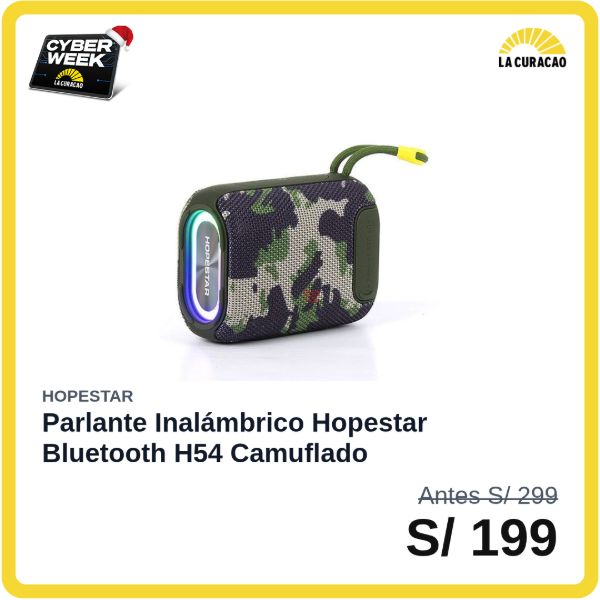 CYBER
WEEK
LA CURACAO
LA CURACAO
HOPESTAR
HOPESTAR
Parlante Inalámbrico Hopestar
Bluetooth H54 Camuflado
Antes S/ 299
S/ 199